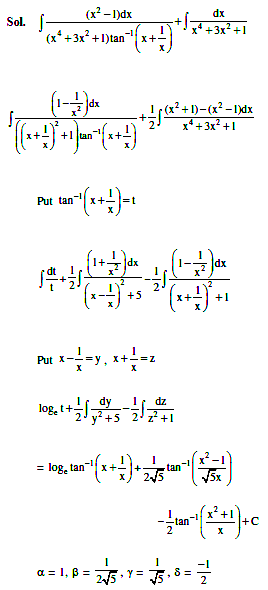 Sol. ∫ (x² –1)dx / ((x⁴ +3x² +1)tan⁻¹(x + 1/x)) + ∫ dx / (x⁴ +3x² +1)
∫ (1 – 1/x²)dx / (((x + 1/x)² +1)tan⁻¹(x + 1/x)) + 1/2 ∫ ((x² +1) – (x² –1)dx) / (x⁴ +3x² +1)
Put tan⁻¹(x + 1/x) = t
∫ dt/t + 1/2 ∫ (1 + 1/x²)dx / ((x – 1/x)² +5) – 1/2 ∫ (1 – 1/x²)dx / ((x + 1/x)² +1)
Put x – 1/x = y , x + 1/x = z
logₑ t + 1/2 ∫ dy / (y² +5) – 1/2 ∫ dz / (z² +1)
= logₑ tan⁻¹(x + 1/x) + 1/(2√5) tan⁻¹((x² –1)/(√5x))
– 1/2 tan⁻¹((x² +1)/x) + C
α = 1, β = 1/(2√5), γ = 1/√5, δ = –1/2